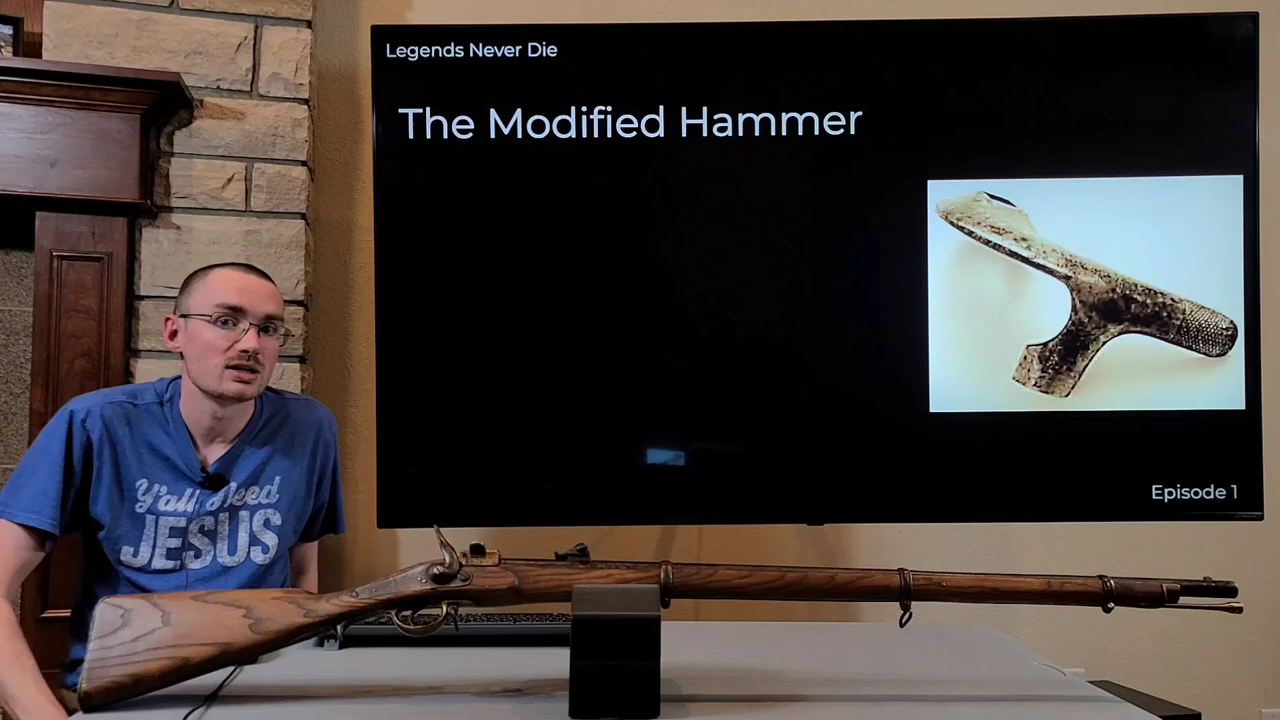 Legends Never Die
The Modified Hammer
Episode 1
Y'all Need
JESUS